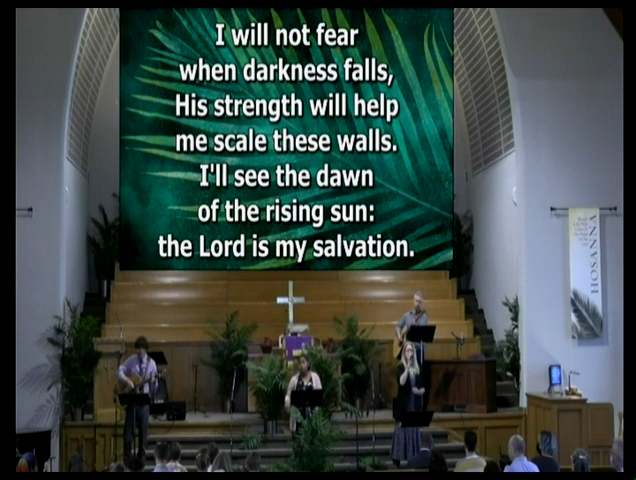 I will not fear
when darkness falls,
His strength will help
me scale these walls.
I'll see the dawn
of the rising sun:
the Lord is my salvation.
HOSANNA